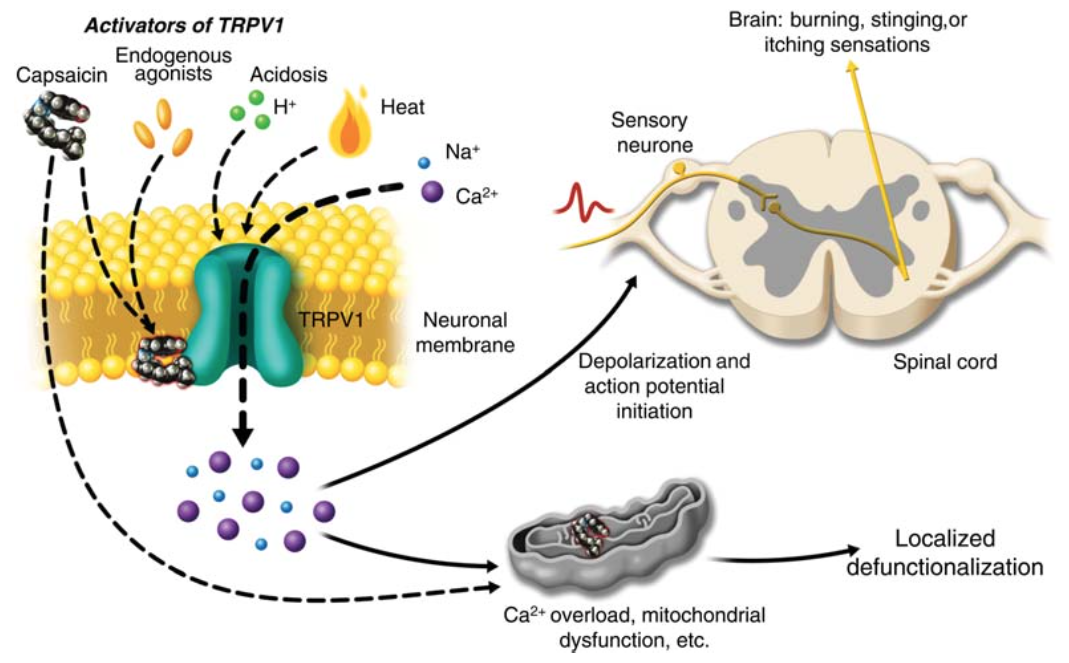 Activators of TRPV1
Capsaicin
Endogenous
agonists
Acidosis
H⁺
Heat
Na⁺
Ca²⁺
TRPV1
Neuronal
membrane
Brain: burning, stinging,or
itching sensations
Sensory
neurone
Spinal cord
Depolarization and
action potential
initiation
Ca²⁺ overload, mitochondrial
dysfunction, etc.
Localized
defunctionalization